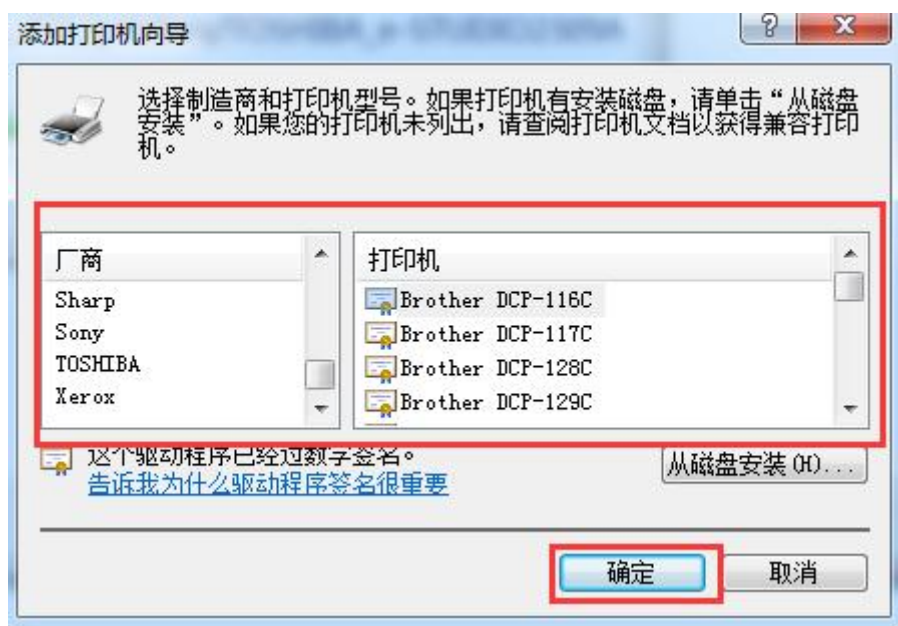 添加打印机向导
选择制造商和打印机型号。如果打印机有安装磁盘，请单击“从磁盘
安装”。如果您的打印机未列出，请查阅打印机文档以获得兼容打印
机。
厂商
Sharp
Sony
TOSHIBA
Xerox
打印机
Brother DCP-116C
Brother DCP-117C
Brother DCP-128C
Brother DCP-129C
这个驱动程序已经过数字签名。
告诉我为什么驱动程序签名很重要
从磁盘安装(H)...
确定
取消